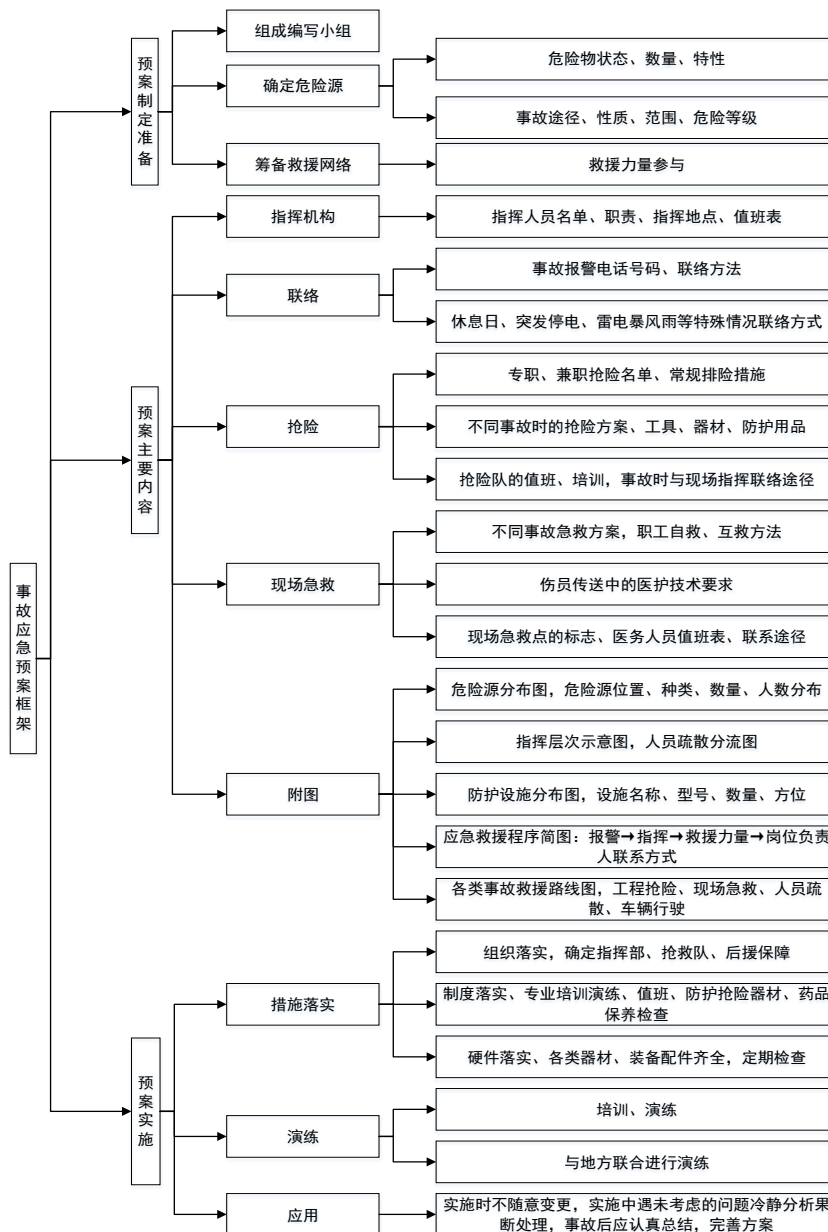 事故应急预案框架
预案制定准备
组成编写小组
确定危险源
危险物状态、数量、特性
事故途径、性质、范围、危险等级
筹备救援网络
救援力量参与
预案主要内容
指挥机构
指挥人员名单、职责、指挥地点、值班表
联络
事故报警电话号码、联络方法
休息日、突发停电、雷电暴风雨等特殊情况联络方式
抢险
专职、兼职抢险名单、常规排险措施
不同事故时的抢险方案、工具、器材、防护用品
抢险队的值班、培训，事故时与现场指挥联络途径
现场急救
不同事故急救方案，职工自救、互救方法
伤员传送中的医护技术要求
现场急救点的标志、医务人员值班表、联系途径
附图
危险源分布图，危险源位置、种类、数量、人数分布
指挥层次示意图，人员疏散分流图
防护设施分布图，设施名称、型号、数量、方位
应急救援程序简图：报警→指挥→救援力量→岗位负责
人联系方式
各类事故救援路线图，工程抢险、现场急救、人员疏
散、车辆行驶
预案实施
措施落实
组织落实，确定指挥部、抢救队、后援保障
制度落实、专业培训演练、值班、防护抢险器材、药品
保养检查
硬件落实、各类器材、装备配件齐全，定期检查
演练
培训、演练
与地方联合进行演练
应用
实施时不随意变更，实施中遇未考虑的问题冷静分析果
断处理，事故后应认真总结，完善方案